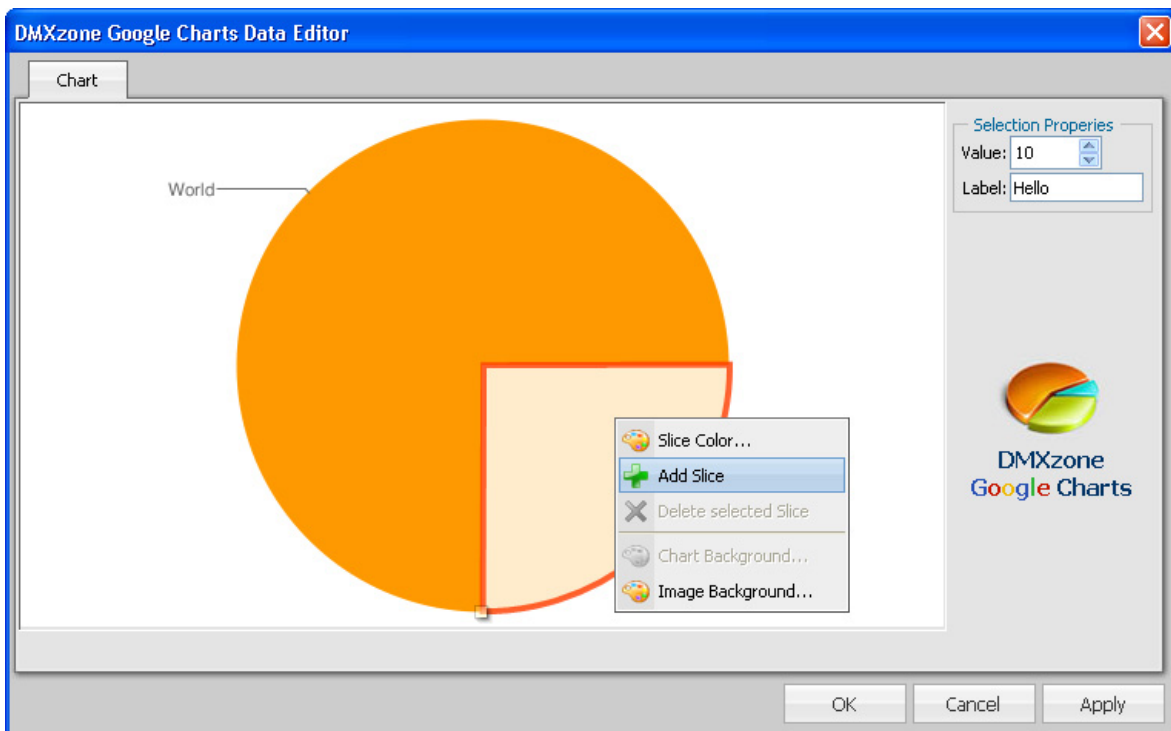 DMXzone Google Charts Data Editor
Chart
World
Selection Properies
Value: 10
Label: Hello
Slice Color...
Add Slice
Delete selected Slice
Chart Background...
Image Background...
DMXzone
Google Charts
OK
Cancel
Apply